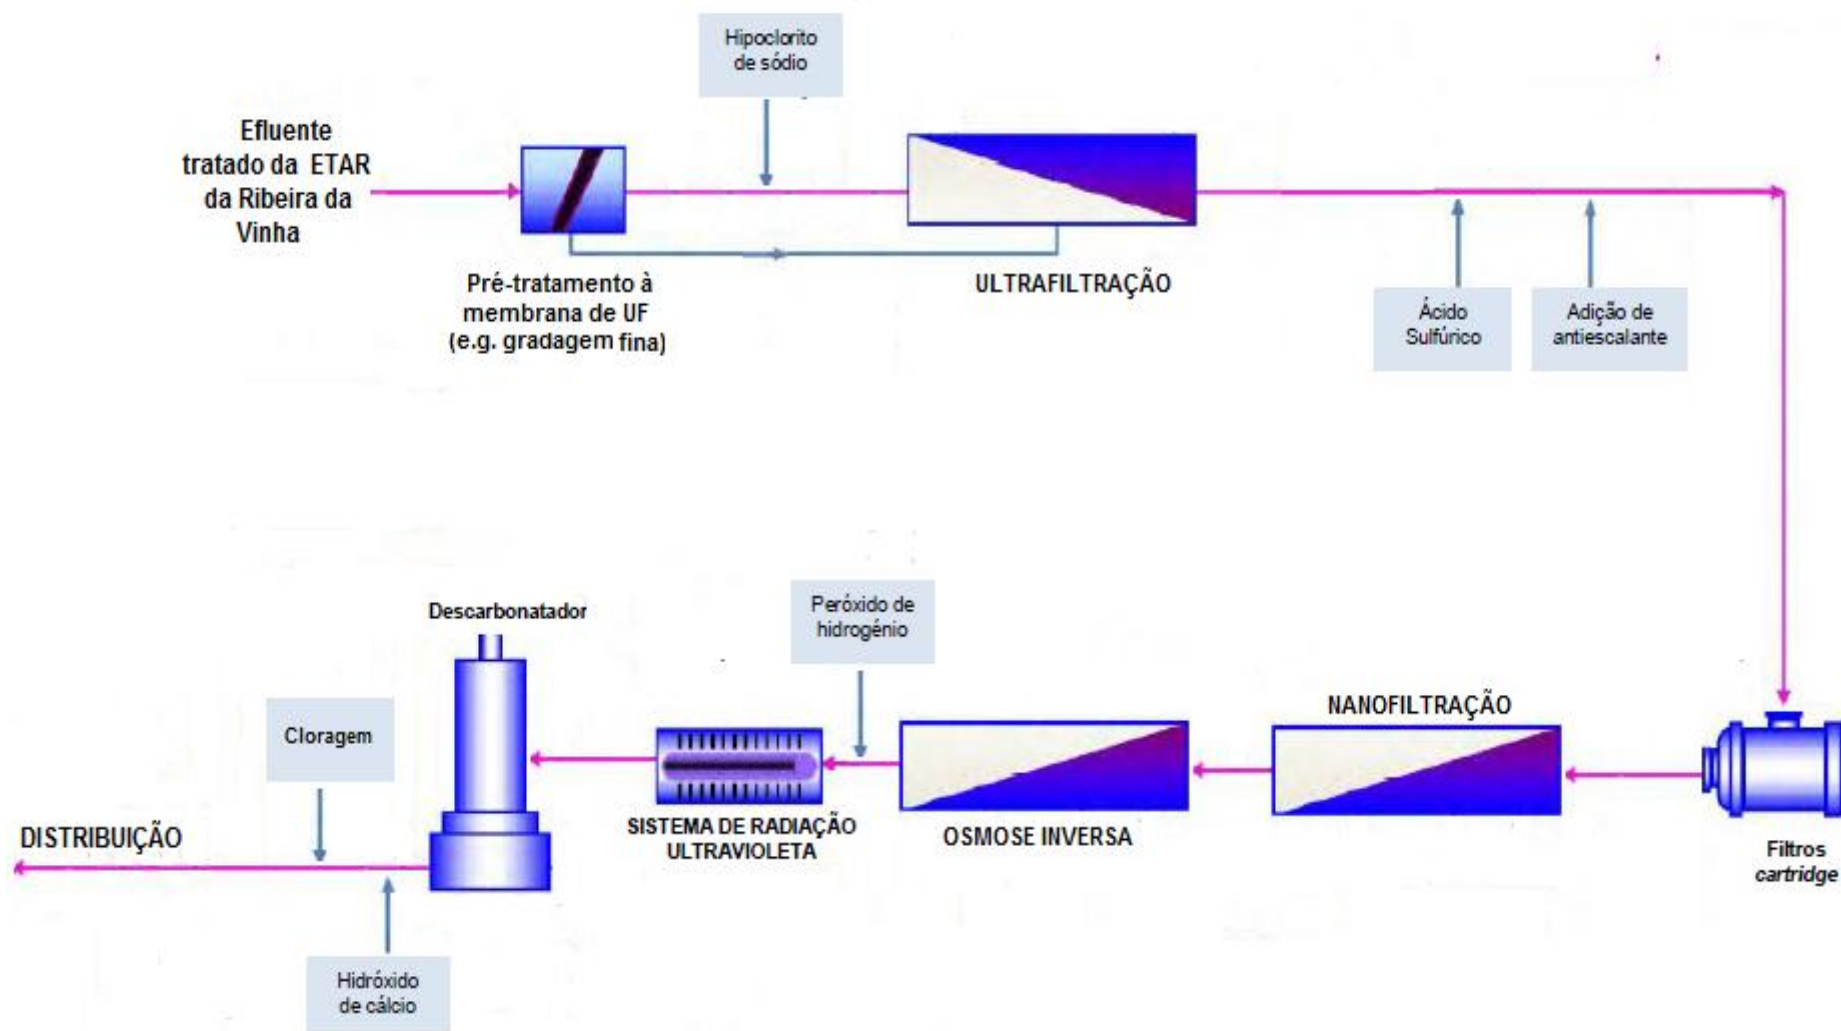 Hipoclorito
de sódio
Efluente
tratado da ETAR
da Ribeira da
Vinha
Pré-tratamento à
membrana de UF
(e.g. gradagem fina)
ULTRAFILTRAÇÃO
Ácido
Sulfúrico
Adição de
antiescalante
Filtros
cartridge
NANOFILTRAÇÃO
OSMOSE INVERSA
Peróxido de
hidrogénio
SISTEMA DE RADIAÇÃO
ULTRAVIOLETA
Descarbonatador
Hidróxido
de cálcio
Cloragem
DISTRIBUIÇÃO